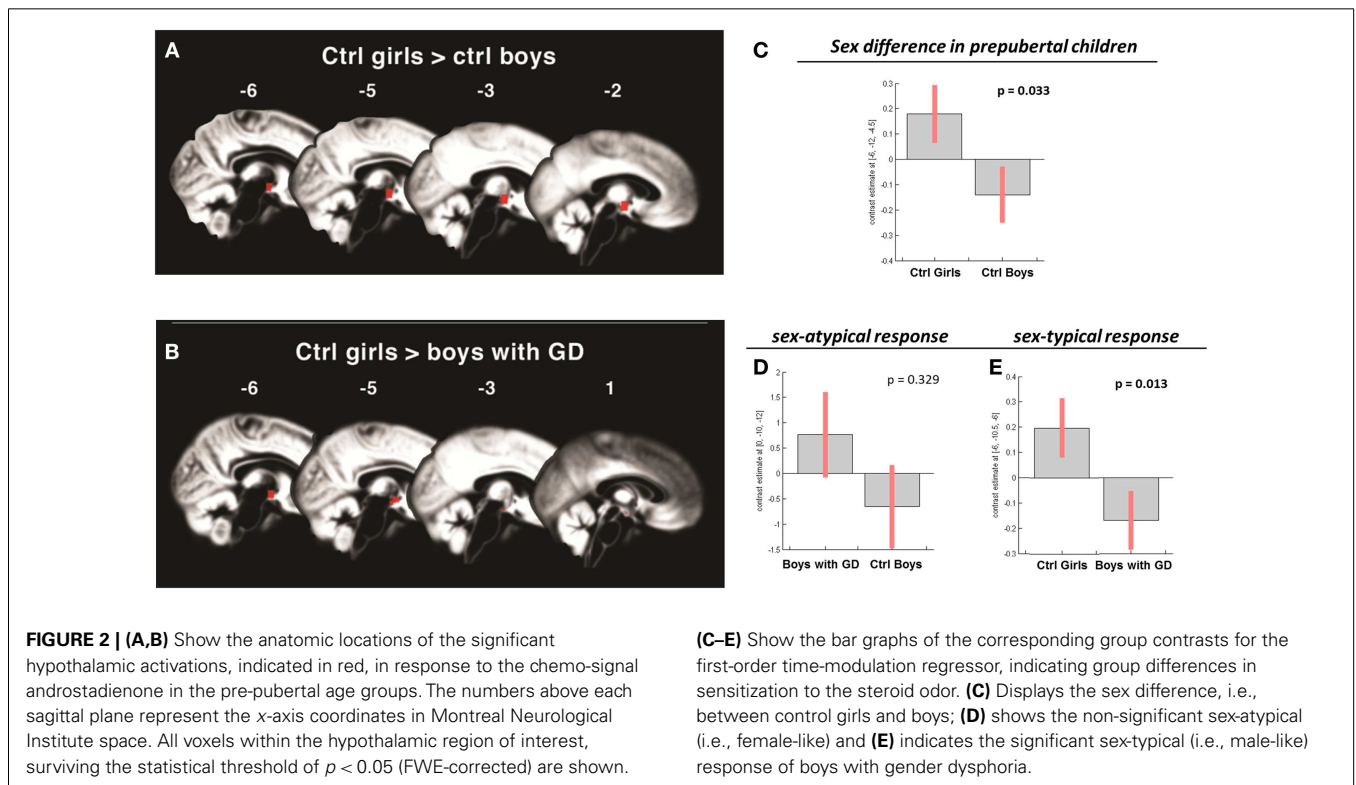 A
Ctrl girls > ctrl boys
-6 -5 -3 -2
B
Ctrl girls > boys with GD
-6 -5 -3 1
C
Sex difference in prepubertal children
p = 0.033
contrast estimate at [-6, -12, -4.5]
0.3
0.2
0.1
0
-0.1
-0.2
-0.3
-0.4
Ctrl Girls Ctrl Boys
sex-atypical response
D
p = 0.329
contrast estimate at [0, -10, -12]
2
1.5
1
0.5
0
-0.5
-1
-1.5
Boys with GD Ctrl Boys
sex-typical response
E
p = 0.013
contrast estimate at [-6, -10.5, -6]
0.4
0.3
0.2
0.1
0
-0.1
-0.2
-0.3
Ctrl Girls Boys with GD
FIGURE 2 | (A,B) Show the anatomic locations of the significant
hypothalamic activations, indicated in red, in response to the chemo-signal
androstadienone in the pre-pubertal age groups. The numbers above each
sagittal plane represent the x-axis coordinates in Montreal Neurological
Institute space. All voxels within the hypothalamic region of interest,
surviving the statistical threshold of p < 0.05 (FWE-corrected) are shown.
(C–E) Show the bar graphs of the corresponding group contrasts for the
first-order time-modulation regressor, indicating group differences in
sensitization to the steroid odor. (C) Displays the sex difference, i.e.,
between control girls and boys; (D) shows the non-significant sex-atypical
(i.e., female-like) and (E) indicates the significant sex-typical (i.e., male-like)
response of boys with gender dysphoria.